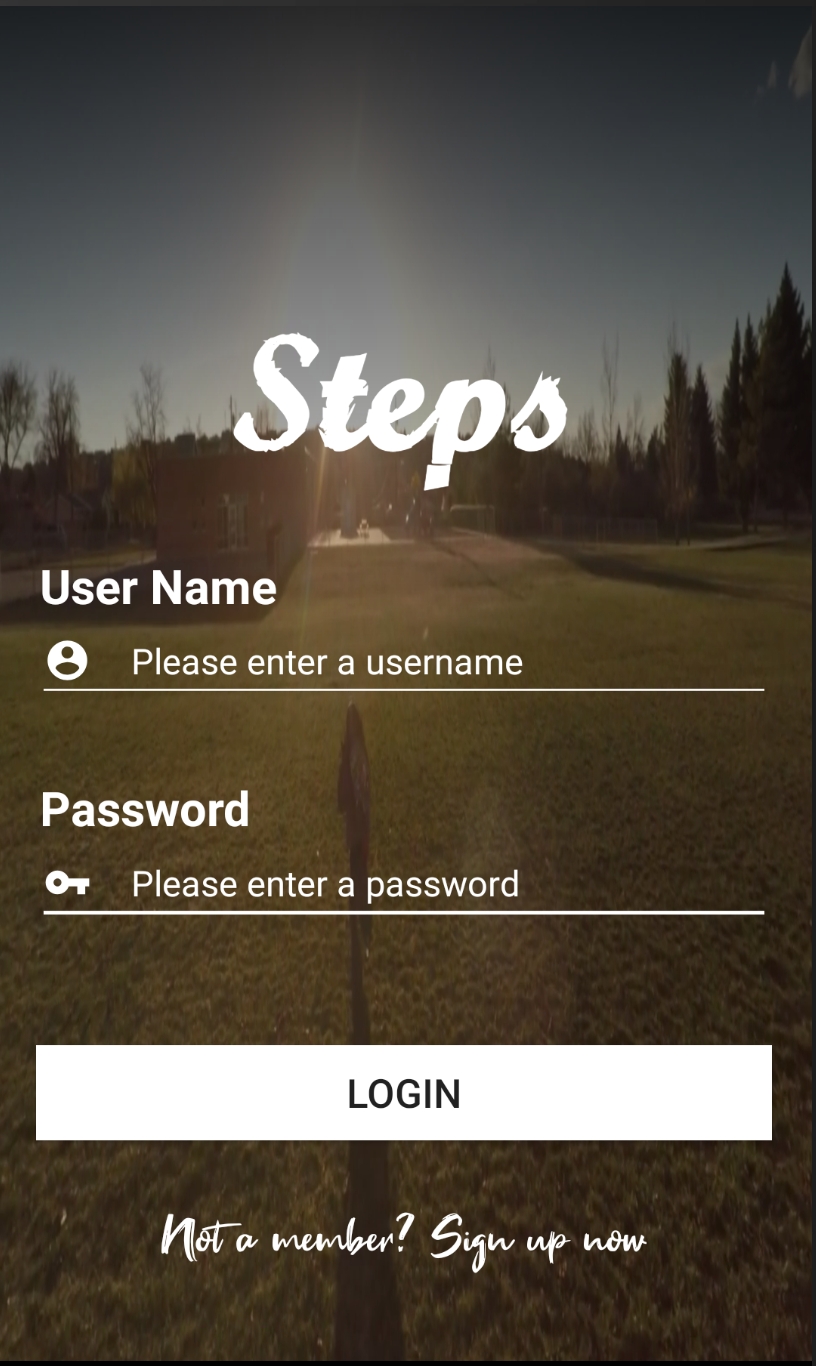 Steps
User Name
Please enter a username
Password
Please enter a password
LOGIN
Not a member? Sign up now